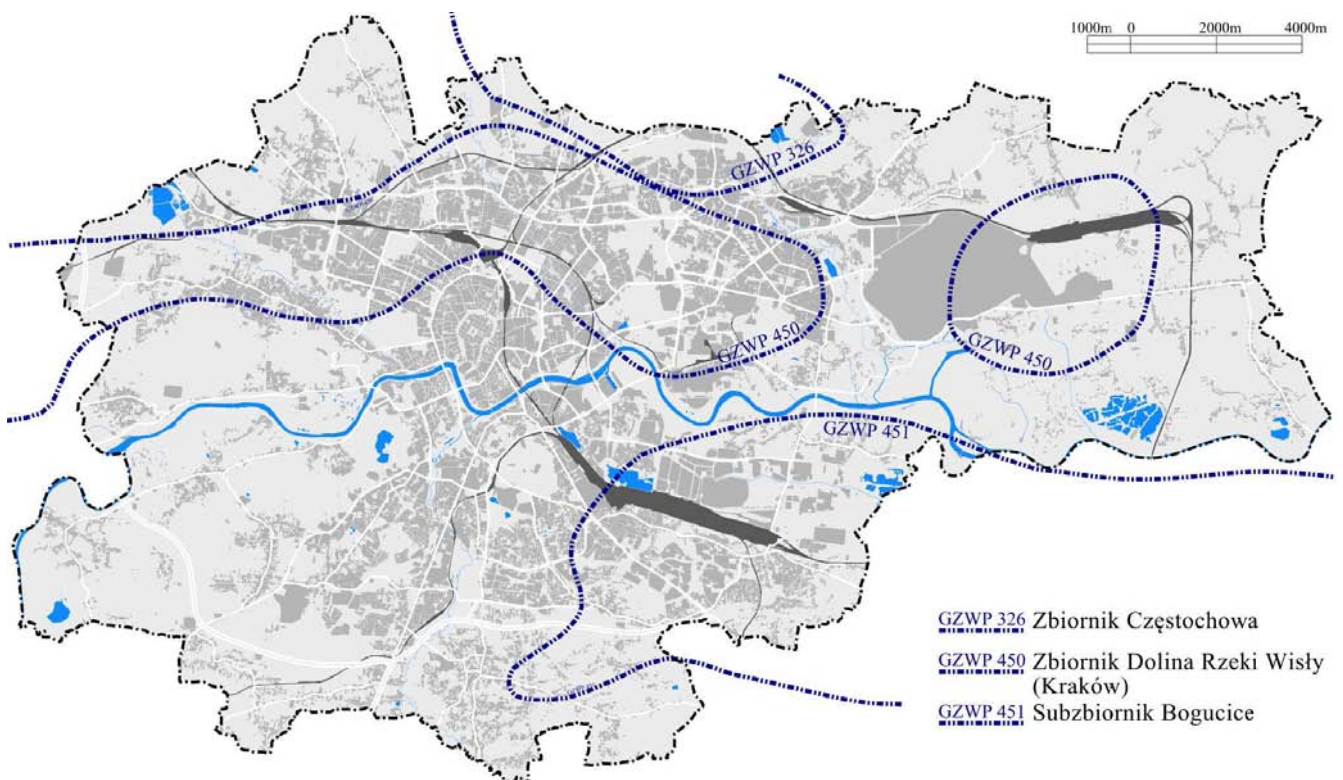 1000m 0 2000m 4000m
GZWP 326
GZWP 450
GZWP 450
GZWP 451
GZWP 326 Zbiornik Częstochowa
GZWP 450 Zbiornik Dolina Rzeki Wisły
(Kraków)
GZWP 451 Subzbiornik Bogucice